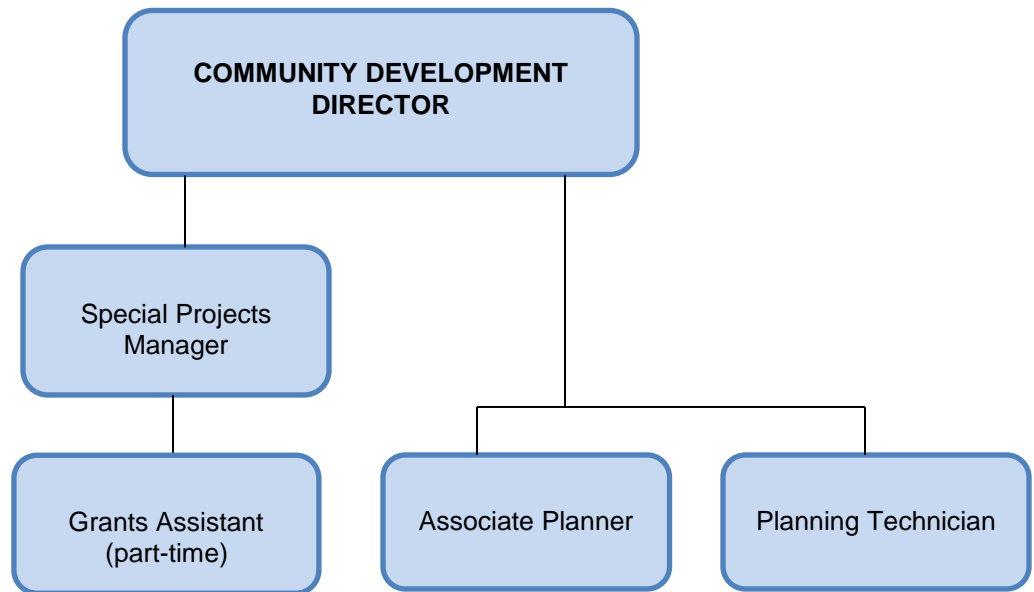 COMMUNITY DEVELOPMENT
DIRECTOR
Special Projects
Manager
Grants Assistant
(part-time)
Associate Planner
Planning Technician